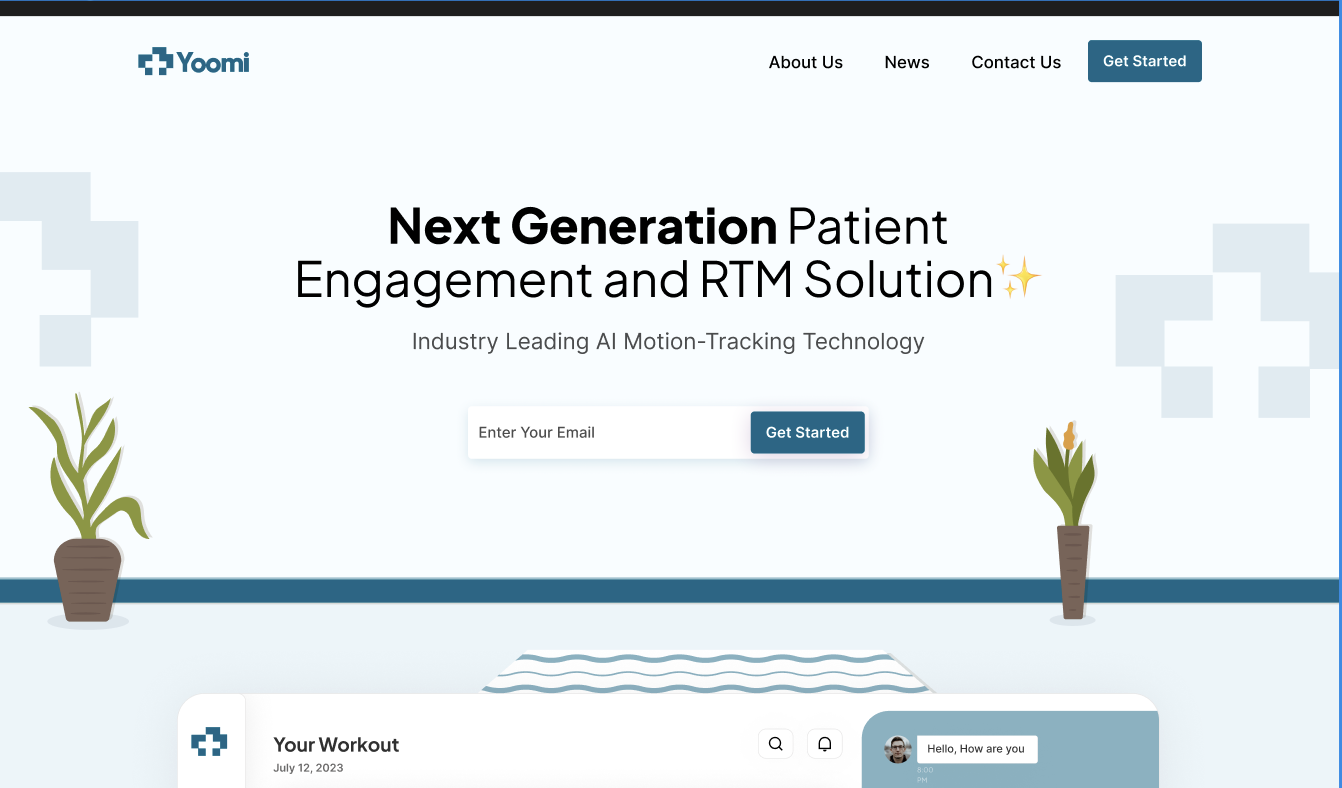 Yoomi
About Us
News
Contact Us
Get Started
Next Generation Patient
Engagement and RTM Solution✨
Industry Leading AI Motion-Tracking Technology
Enter Your Email
Get Started
Your Workout
July 12, 2023
Hello, How are you
8:00
PM